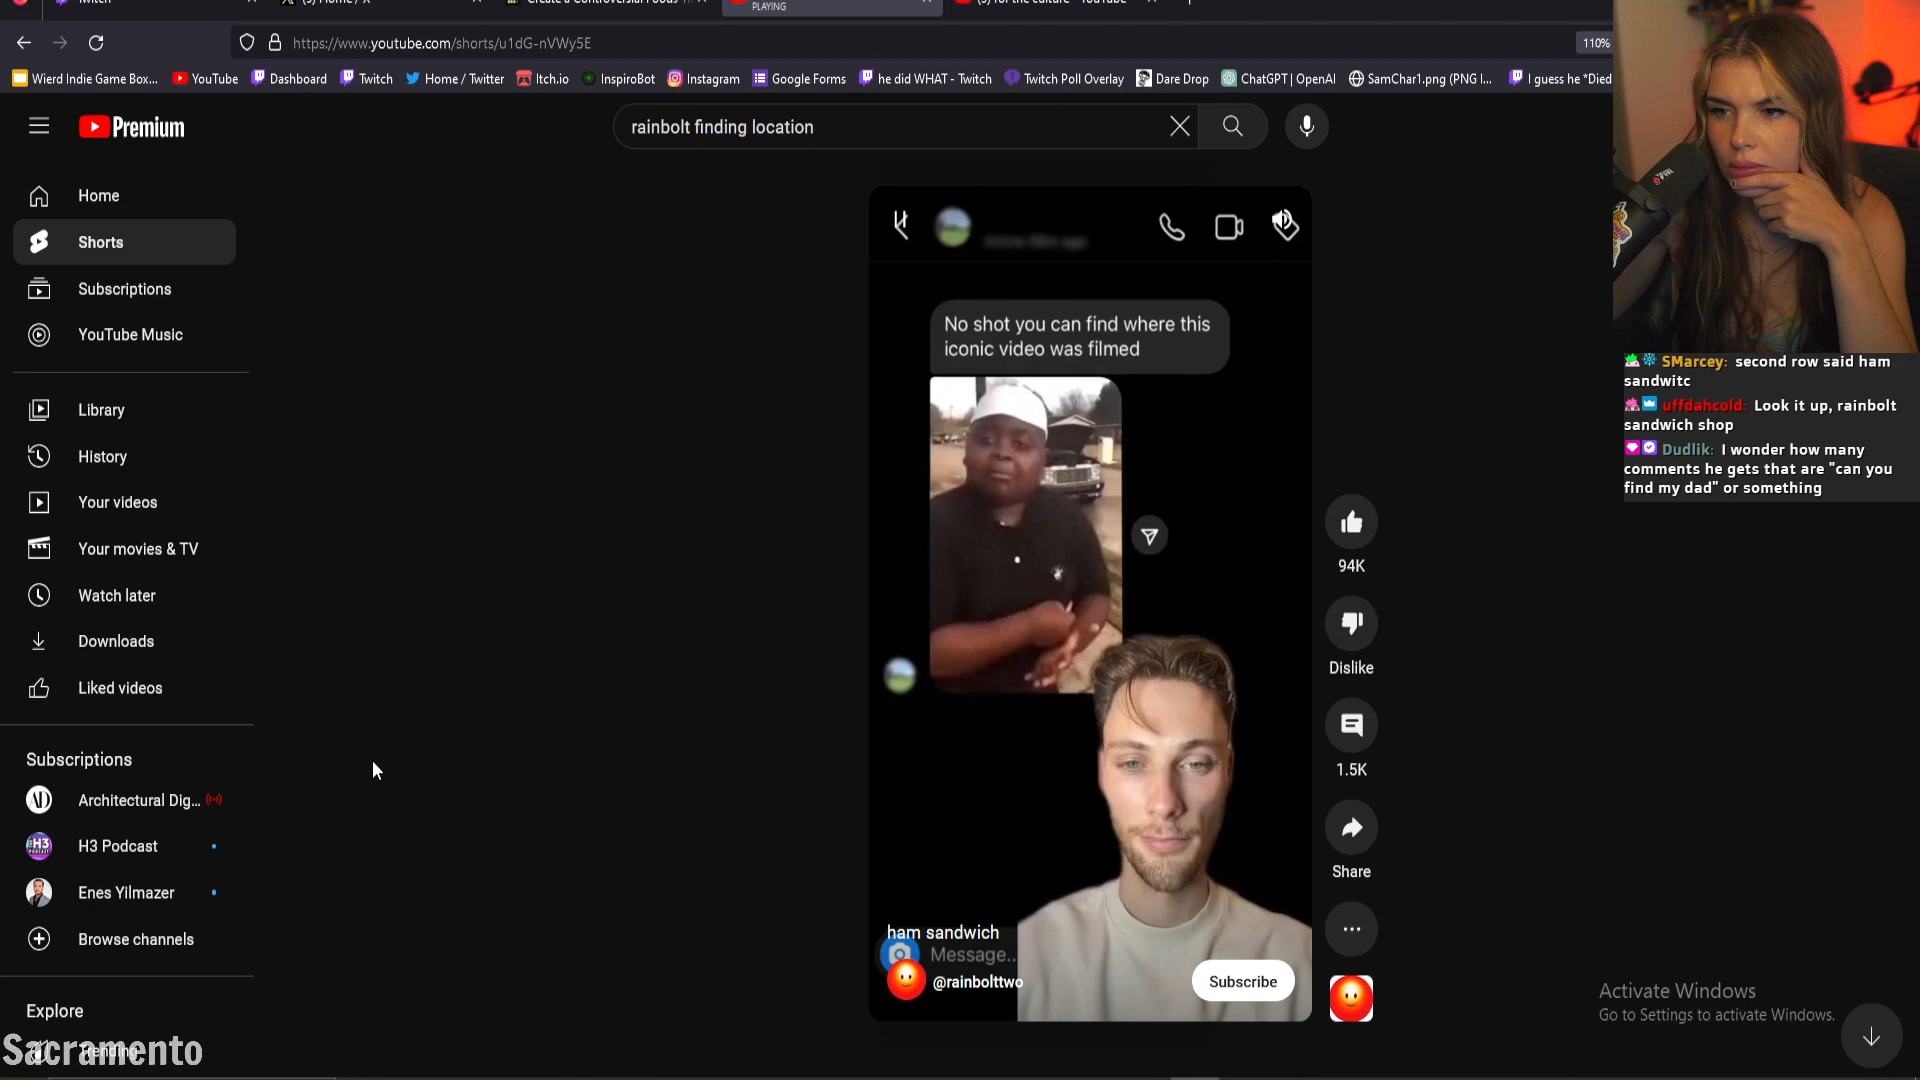 PLAYING
https://www.youtube.com/shorts/u1dG-nVWy5E
110%
Wierd Indie Game Box...
YouTube
Dashboard
Twitch
Home / Twitter
Itch.io
InspiroBot
Instagram
Google Forms
he did WHAT - Twitch
Twitch Poll Overlay
Dare Drop
ChatGPT | OpenAI
SamChar1.png (PNG I...
I guess he *Died
Premium
rainbolt finding location
Home
Shorts
Subscriptions
YouTube Music
Library
History
Your videos
Your movies & TV
Watch later
Downloads
Liked videos
Subscriptions
Architectural Dig...
H3 Podcast
Enes Yilmazer
Browse channels
Explore
Trending
Sacramento
No shot you can find where this
iconic video was filmed
ham sandwich
Message...
@rainbolttwo
Subscribe
94K
Dislike
1.5K
Share
SMarcey: second row said ham
sandwitc
uffdahcold: Look it up, rainbolt
sandwich shop
Dudlik: I wonder how many
comments he gets that are "can you
find my dad" or something
Activate Windows
Go to Settings to activate Windows.